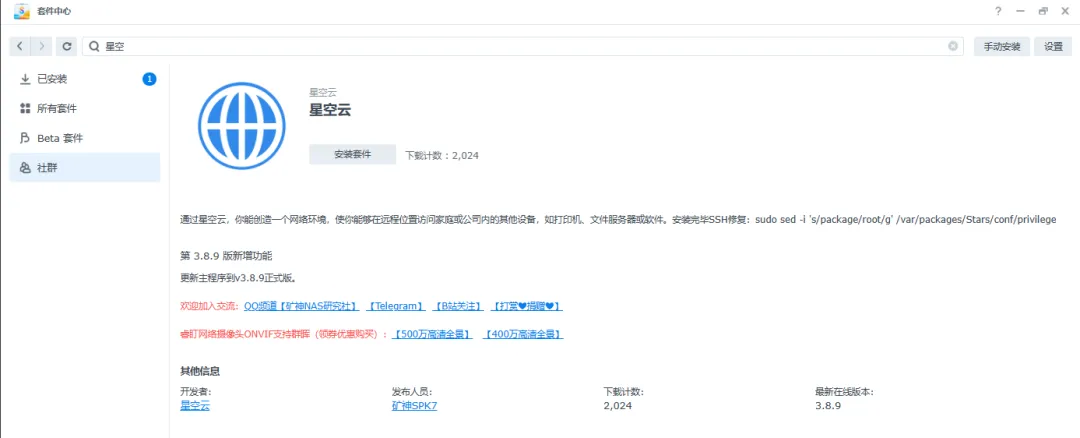 套件中心
星空
手动安装
设置
已安装
1
所有套件
Beta 套件
社群
星空云
星空云
安装套件
下载计数：2,024
通过星空云，你能创造一个网络环境，使你能够在远程位置访问家庭或公司内的其他设备，如打印机、文件服务器或软件。安装完毕SSH修复：sudo sed -i 's/package/root/g' /var/packages/Stars/conf/privilege
第 3.8.9 版新增功能
更新主程序到v3.8.9正式版。
欢迎加入交流：QQ频道【矿神NAS研究社】 【Telegram】 【B站关注】 【打赏♥捐赠♥】
睿盯网络摄像头ONVIF支持群晖（领券优惠购买）：【500万高清全景】 【400万高清全景】
其他信息
开发者:
星空云
发布人员:
矿神SPK7
下载计数:
2,024
最新在线版本:
3.8.9